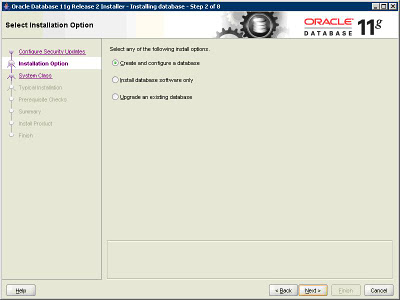 Oracle Database 11g Release 2 Installer - Installing database - Step 2 of 8
Select Installation Option
ORACLE
DATABASE 11g
Configure Security Updates
Installation Option
System Class
Typical Installation
Prerequisite Checks
Summary
Install Product
Finish
Select any of the following install options.
Create and configure a database
Install database software only
Upgrade an existing database
Help
< Back
Next >
Finish
Cancel